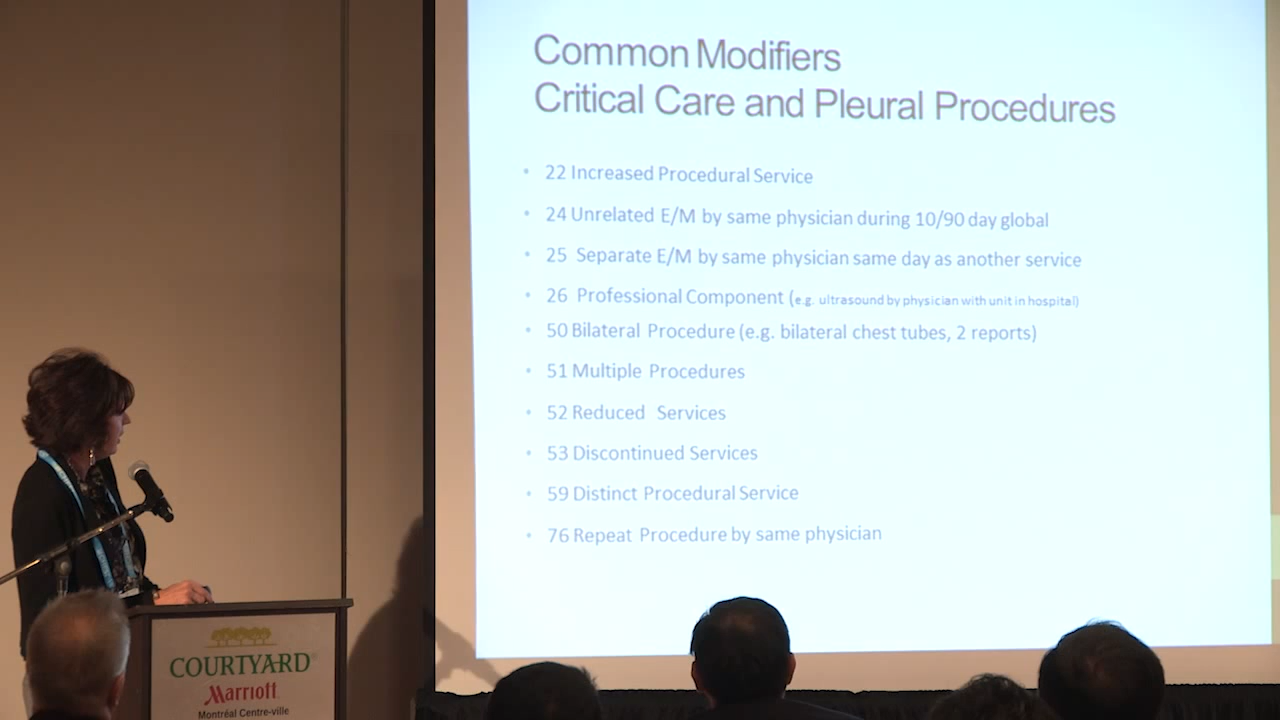 Common Modifiers
Critical Care and Pleural Procedures
• 22 Increased Procedural Service
• 24 Unrelated E/M by same physician during 10/90 day global
• 25 Separate E/M by same physician same day as another service
• 26 Professional Component (e.g. ultrasound by physician with unit in hospital)
• 50 Bilateral Procedure (e.g. bilateral chest tubes, 2 reports)
• 51 Multiple Procedures
• 52 Reduced Services
• 53 Discontinued Services
• 59 Distinct Procedural Service
• 76 Repeat Procedure by same physician
COURTYARD®
Marriott
Montréal Centre-ville